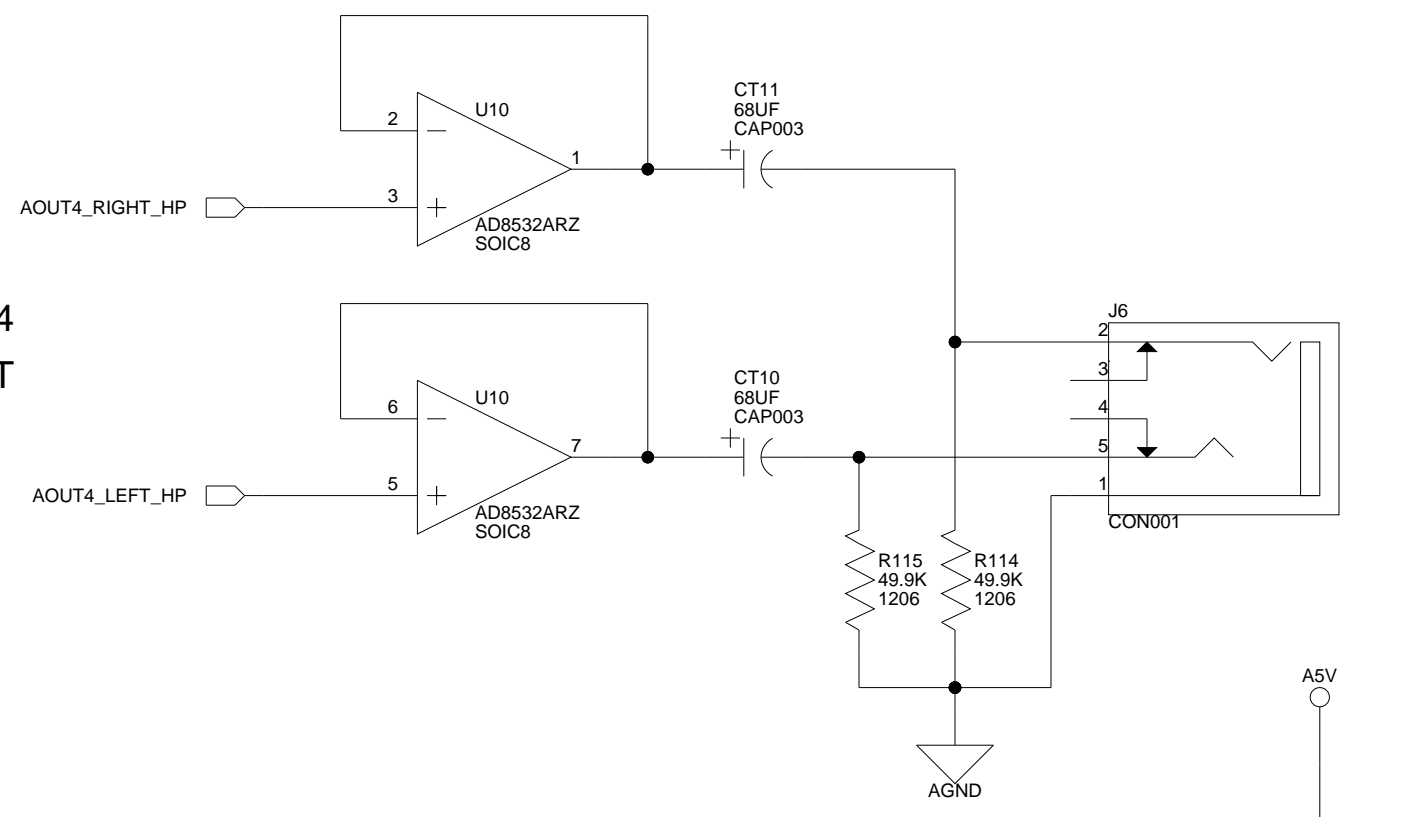 CT11
68UF
CAP003
U10
2
1
3
AOUT4_RIGHT_HP
AD8532ARZ
SOIC8
4
T
J6
2
3
4
5
1
CON001
CT10
68UF
CAP003
U10
6
7
5
AOUT4_LEFT_HP
AD8532ARZ
SOIC8
R115
49.9K
1206
R114
49.9K
1206
A5V
AGND